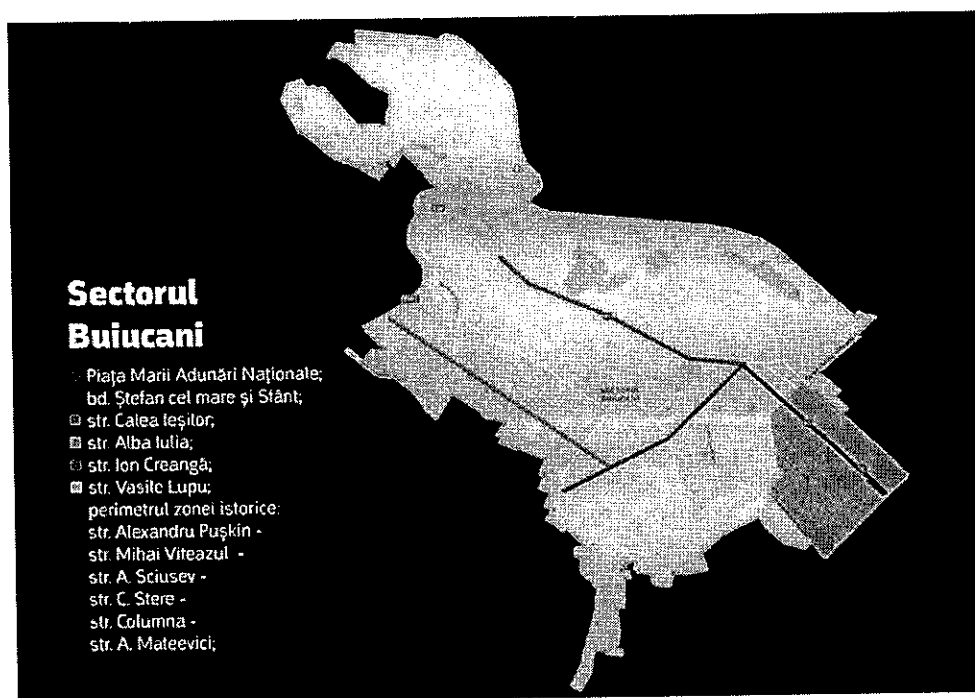 Sectorul
Buiucani
Piața Marii Adunări Naționale;
bd. Ștefan cel mare și Sfânt;
str. Calea Ieșilor;
str. Alba Iulia;
str. Ion Creangă;
str. Vasile Lupu;
perimetrul zonei istorice:
str. Alexandru Pușkin -
str. Mihai Viteazul -
str. A. Sciusev -
str. C. Stere -
str. Columna -
str. A. Mateevici;